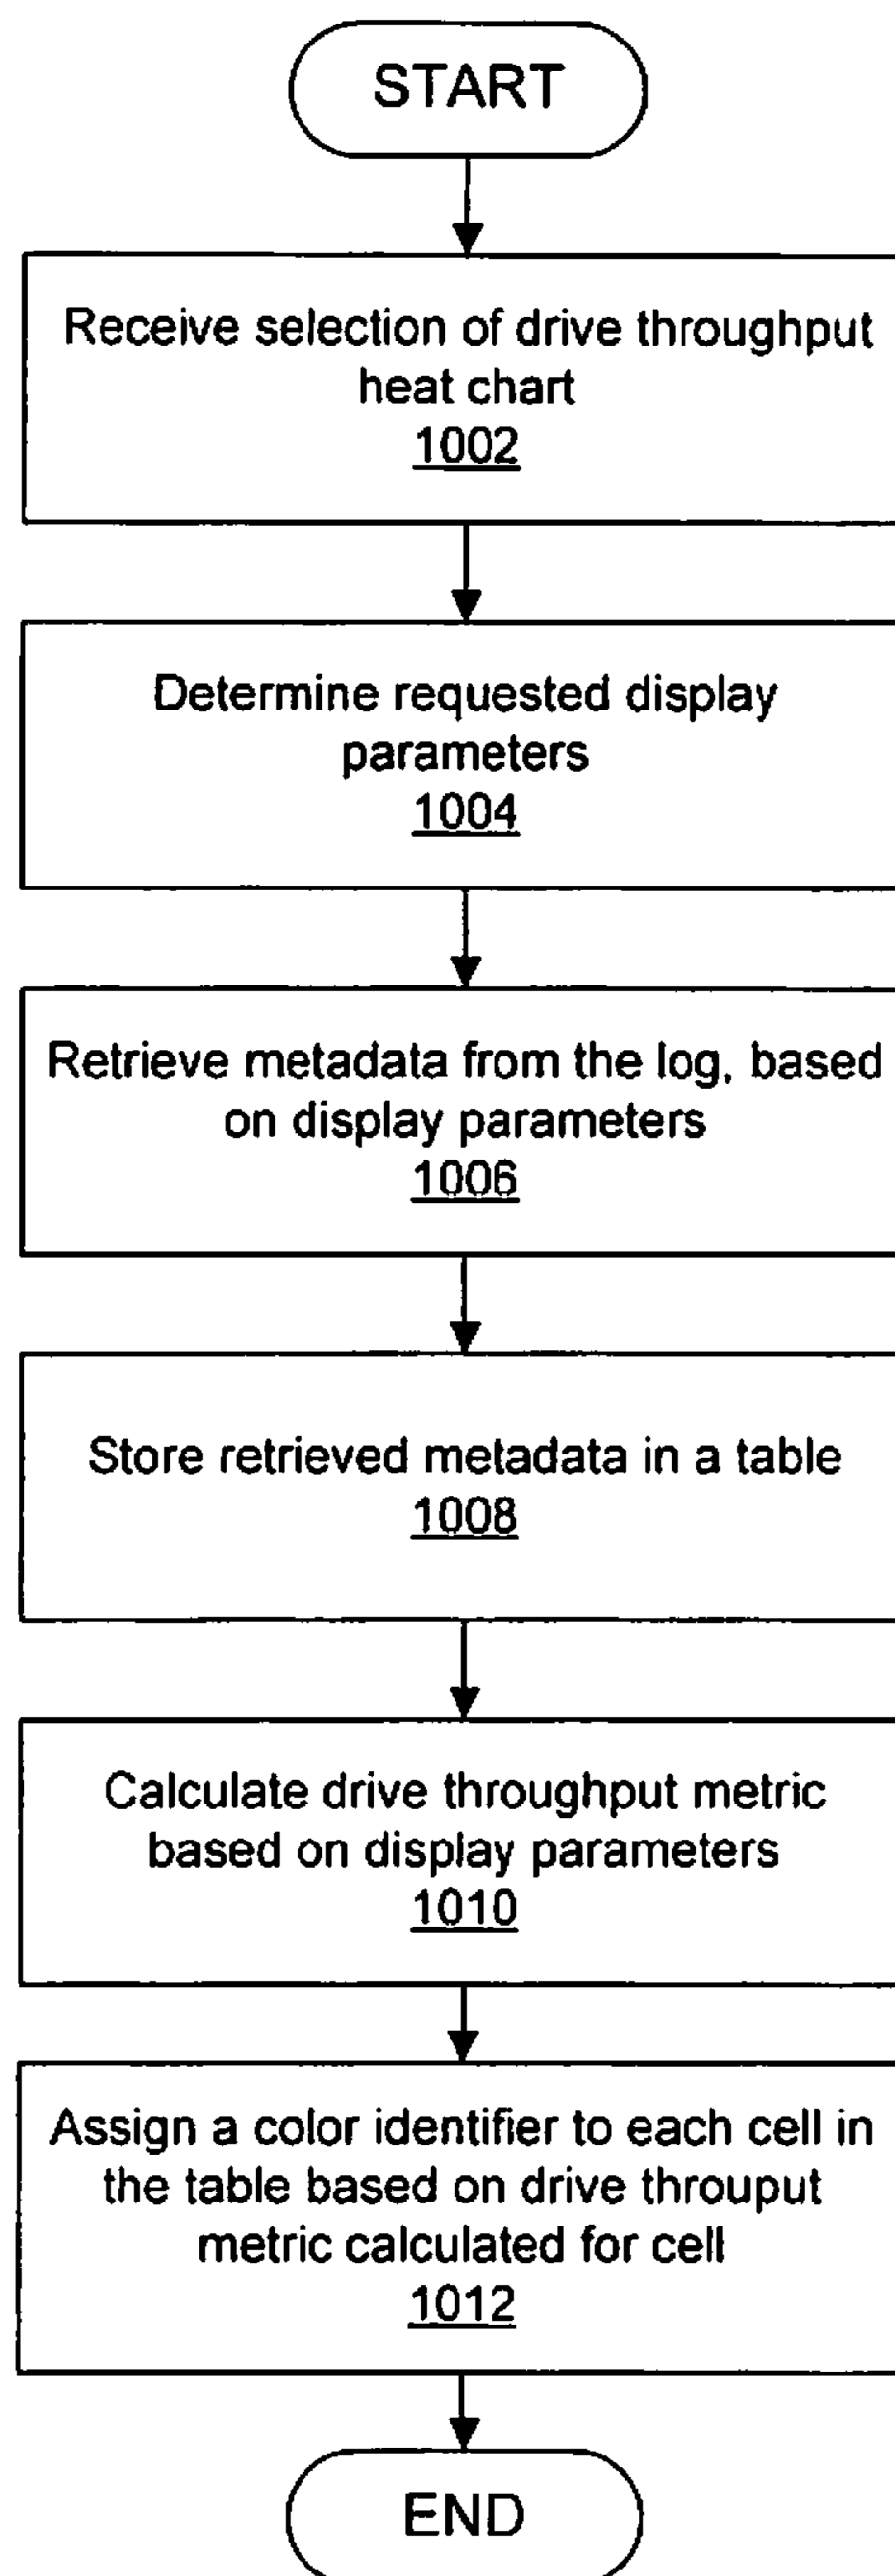 START
Receive selection of drive throughput
heat chart
1002
Determine requested display
parameters
1004
Retrieve metadata from the log, based
on display parameters
1006
Store retrieved metadata in a table
1008
Calculate drive throughput metric
based on display parameters
1010
Assign a color identifier to each cell in
the table based on drive throuput
metric calculated for cell
1012
END